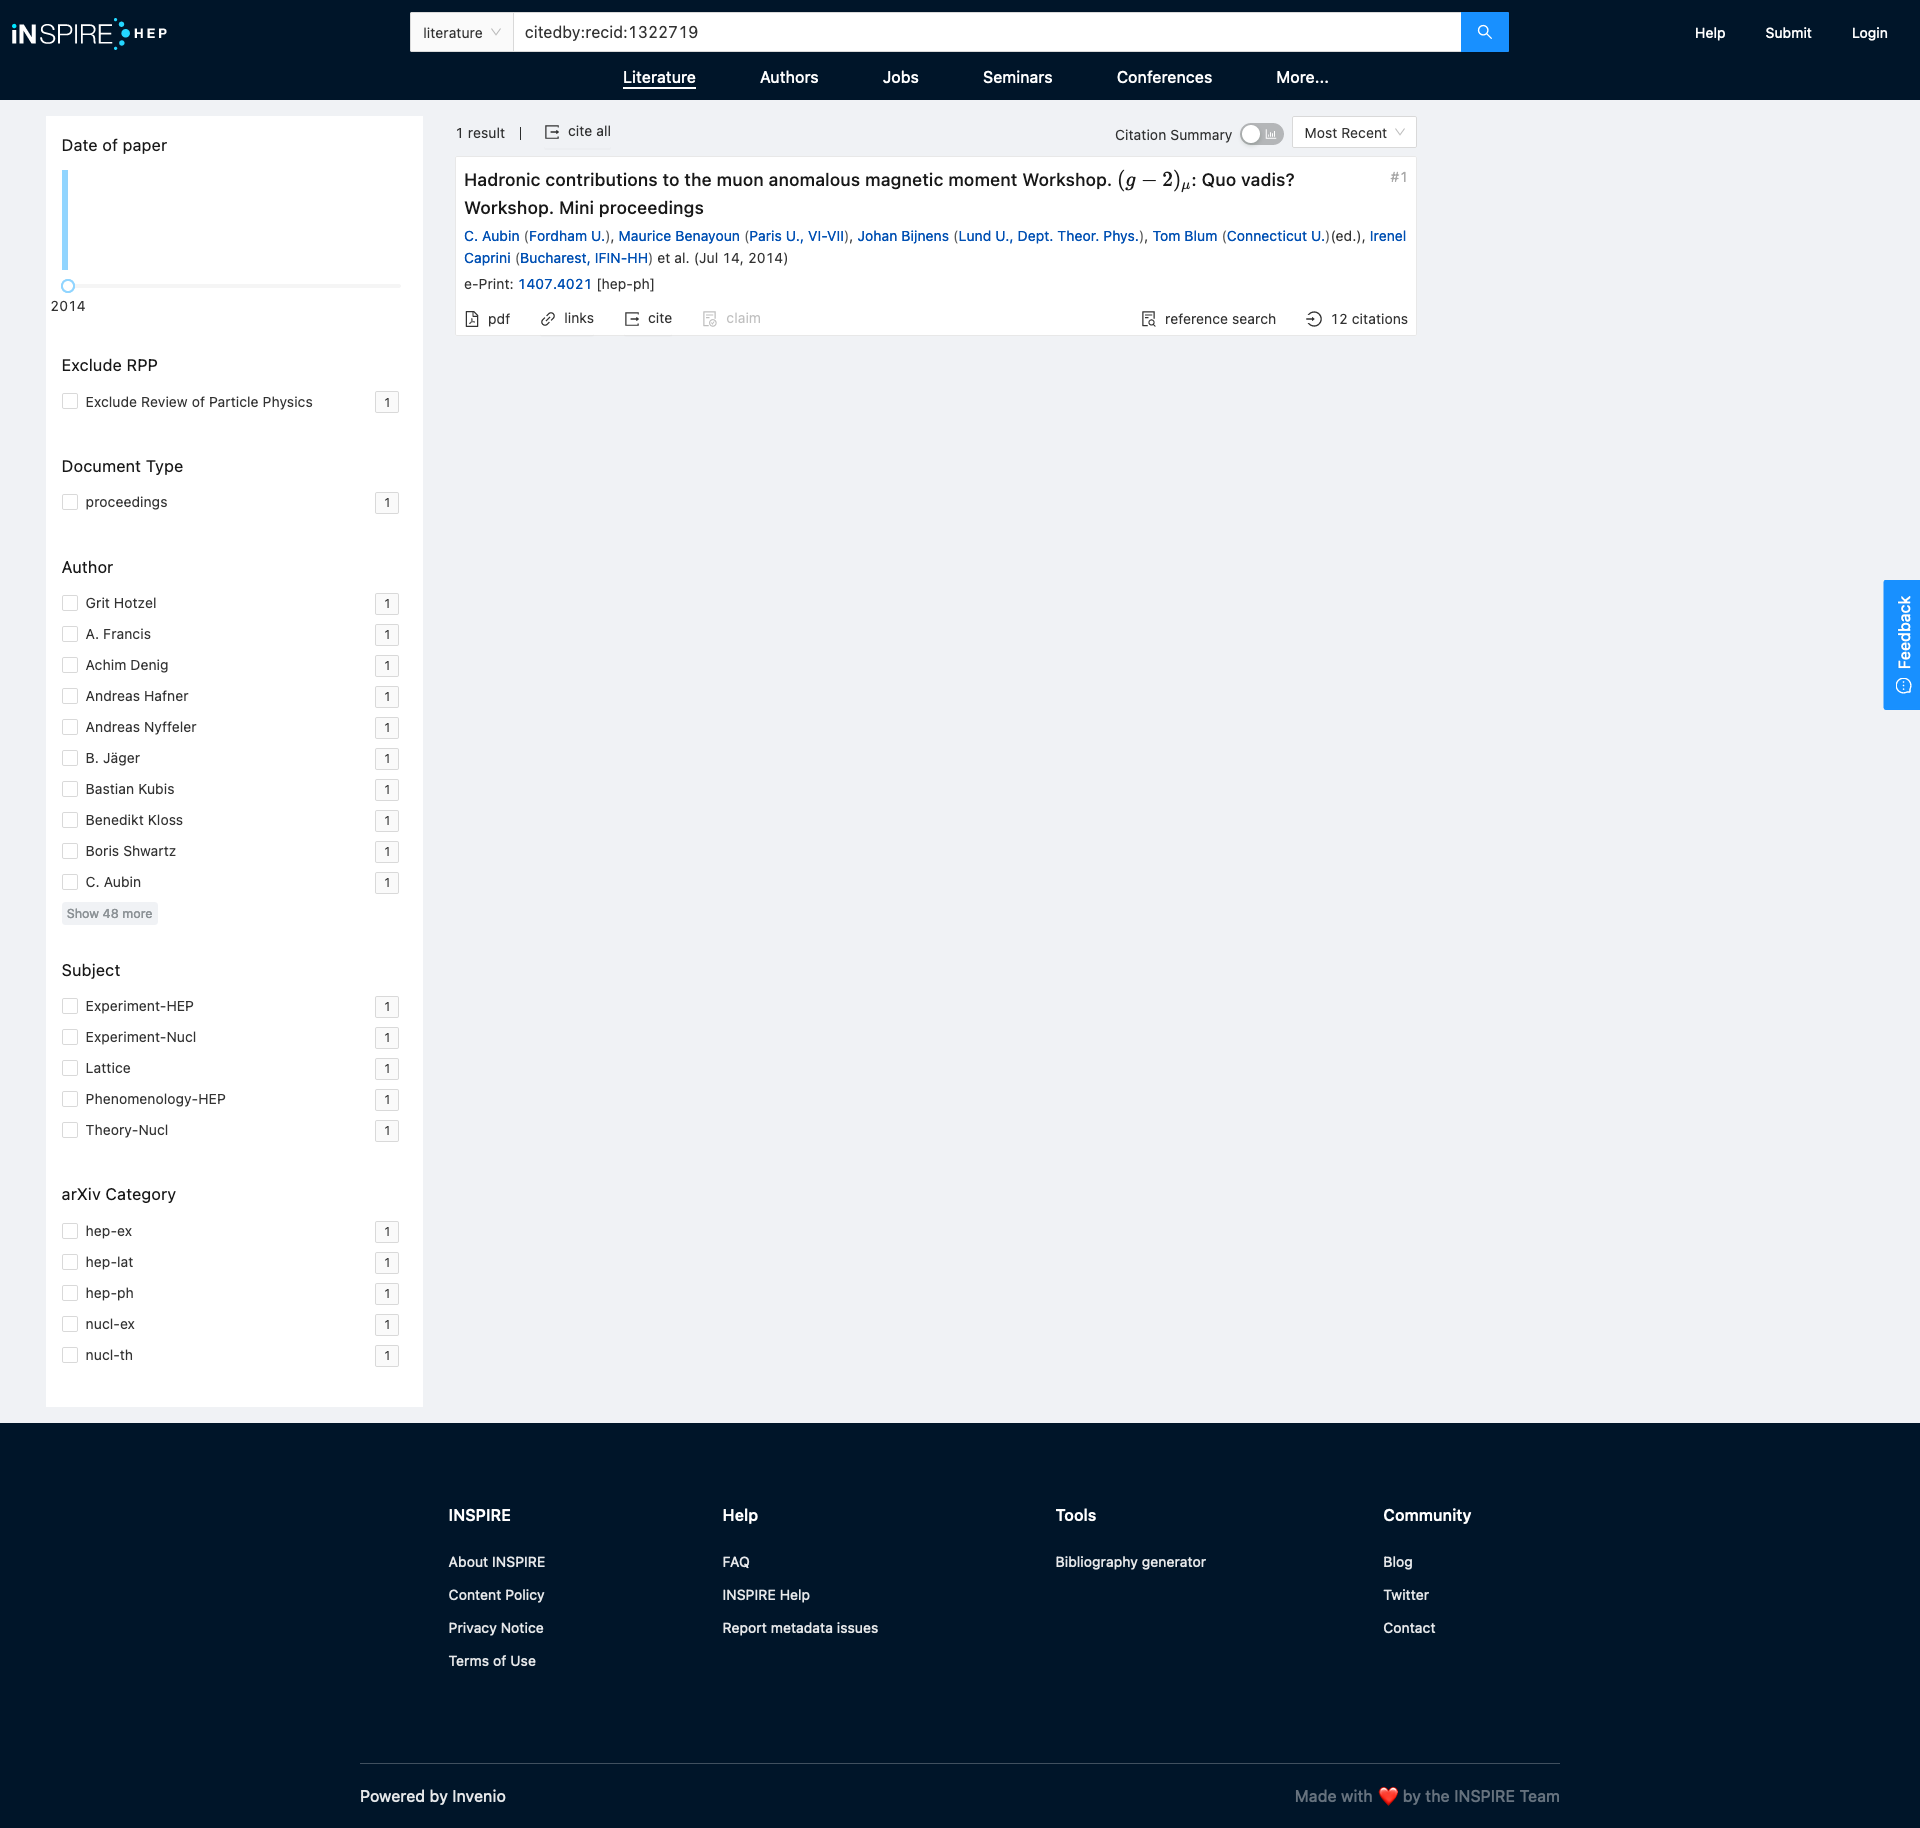 iNSPIRE HEP
literature
citedby:recid:1322719
Help
Submit
Login
Literature
Authors
Jobs
Seminars
Conferences
More...
Date of paper
2014
Exclude RPP
Exclude Review of Particle Physics
1
Document Type
proceedings
1
Author
Grit Hotzel
1
A. Francis
1
Achim Denig
1
Andreas Hafner
1
Andreas Nyffeler
1
B. Jäger
1
Bastian Kubis
1
Benedikt Kloss
1
Boris Shwartz
1
C. Aubin
1
Show 48 more
Subject
Experiment-HEP
1
Experiment-Nucl
1
Lattice
1
Phenomenology-HEP
1
Theory-Nucl
1
arXiv Category
hep-ex
1
hep-lat
1
hep-ph
1
nucl-ex
1
nucl-th
1
1 result
cite all
Citation Summary
Most Recent
Hadronic contributions to the muon anomalous magnetic moment Workshop. (g − 2)μ: Quo vadis?
#1
Workshop. Mini proceedings
C. Aubin (Fordham U.), Maurice Benayoun (Paris U., VI-VII), Johan Bijnens (Lund U., Dept. Theor. Phys.), Tom Blum (Connecticut U.)(ed.), Irenel
Caprini (Bucharest, IFIN-HH) et al. (Jul 14, 2014)
e-Print: 1407.4021 [hep-ph]
pdf
links
cite
claim
reference search
12 citations
Feedback
INSPIRE
About INSPIRE
Content Policy
Privacy Notice
Terms of Use
Help
FAQ
INSPIRE Help
Report metadata issues
Tools
Bibliography generator
Community
Blog
Twitter
Contact
Powered by Invenio
Made with ❤️ by the INSPIRE Team